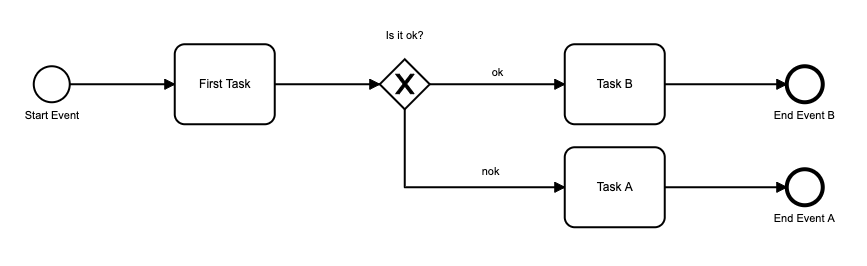 Is it ok?
Start Event
First Task
X
ok
Task B
End Event B
nok
Task A
End Event A